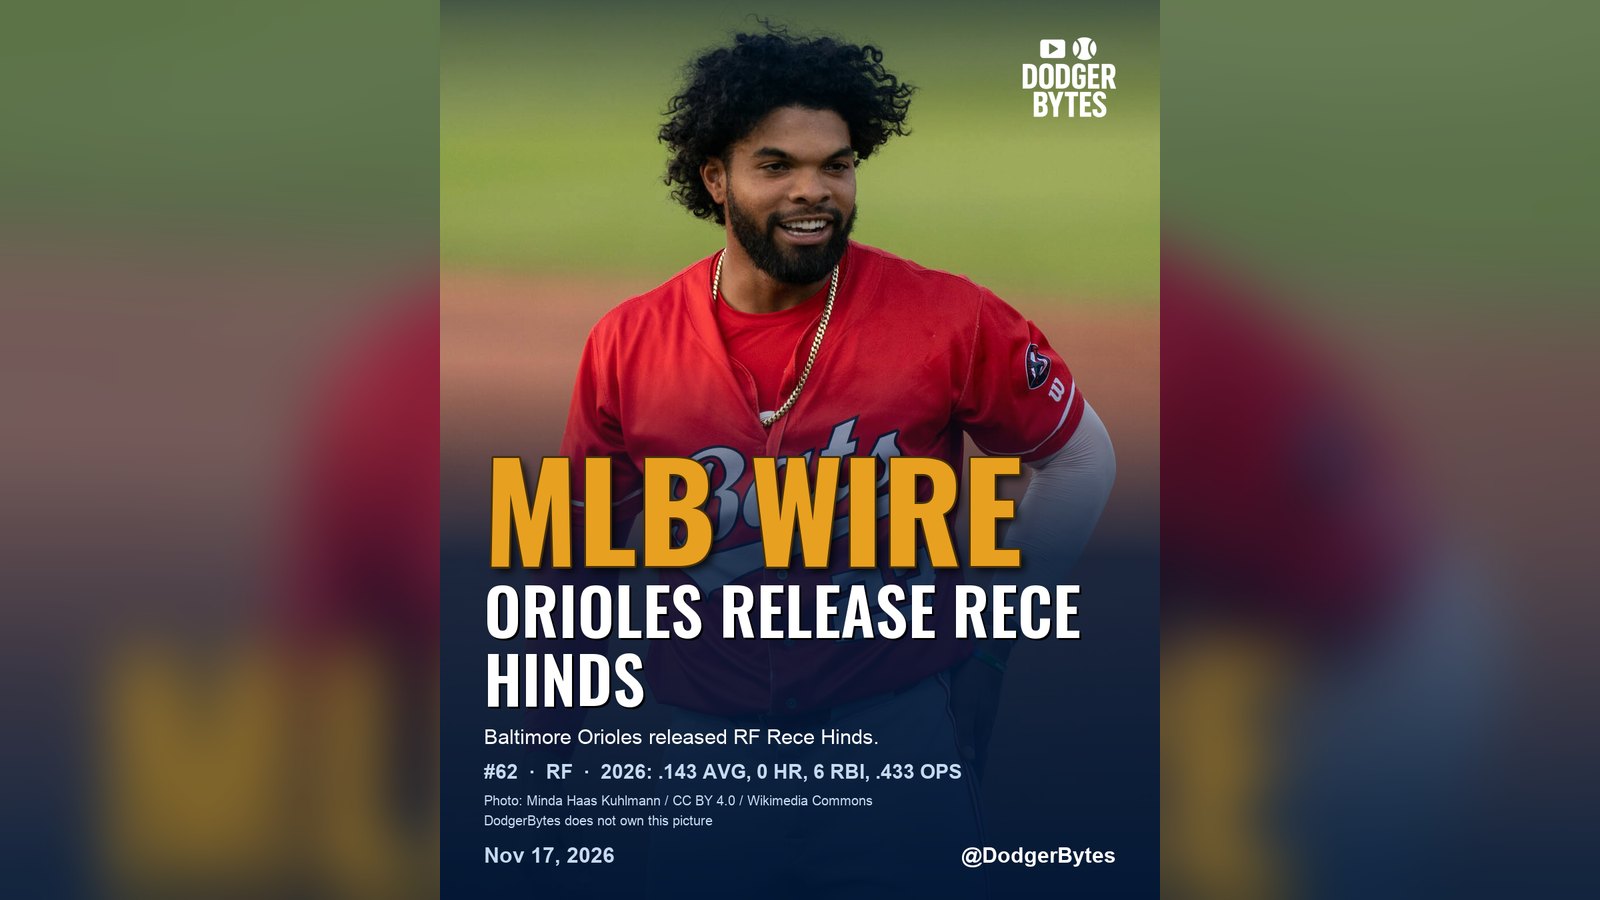 DODGER
BYTES
Bats
MLB WIRE
ORIOLES RELEASE RECE
HINDS
Baltimore Orioles released RF Rece Hinds.
#62 · RF · 2026: .143 AVG, 0 HR, 6 RBI, .433 OPS
Photo: Minda Haas Kuhlmann / CC BY 4.0 / Wikimedia Commons
DodgerBytes does not own this picture
Nov 17, 2026
@DodgerBytes